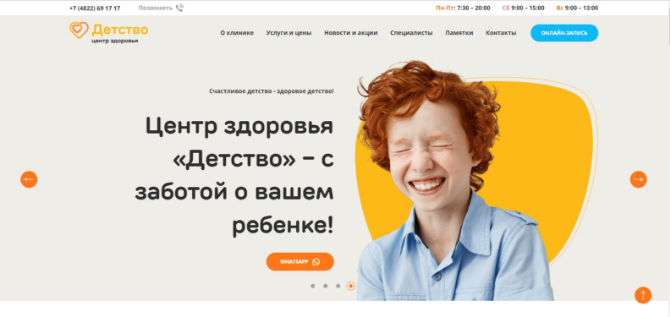 +7 (4822) 69 17 17 Позвонить Пн-Пт: 7:30 – 20:00 Сб 9:00 – 15:00 Вс 9:00 – 13:00
Детство
центр здоровья
О клинике Услуги и цены Новости и акции Специалисты Памятки Контакты ОНЛАЙН-ЗАПИСЬ
Счастливое детство - здоровое детство!
Центр здоровья
«Детство» – с
заботой о вашем
ребенке!
WHATSAPP